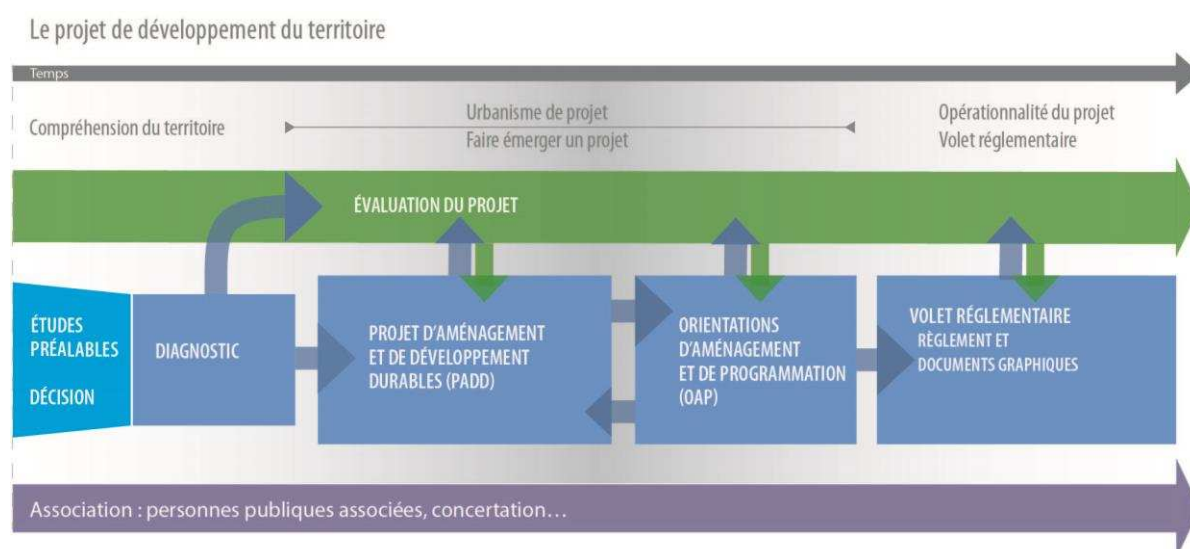 Le projet de développement du territoire
Temps
Compréhension du territoire
Urbanisme de projet
Faire émerger un projet
Opérationnalité du projet
Volet réglementaire
ÉVALUATION DU PROJET
ÉTUDES
PRÉALABLES
DÉCISION
DIAGNOSTIC
PROJET D'AMÉNAGEMENT
ET DE DÉVELOPPEMENT
DURABLES (PADD)
ORIENTATIONS
D'AMÉNAGEMENT
ET DE PROGRAMMATION
(OAP)
VOLET RÉGLEMENTAIRE
RÈGLEMENT ET
DOCUMENTS GRAPHIQUES
Association : personnes publiques associées, concertation…